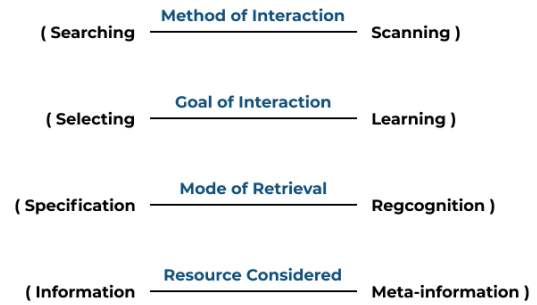 Method of Interaction
( Searching Scanning )
Goal of Interaction
( Selecting Learning )
Mode of Retrieval
( Specification Regcognition )
Resource Considered
( Information Meta-information )